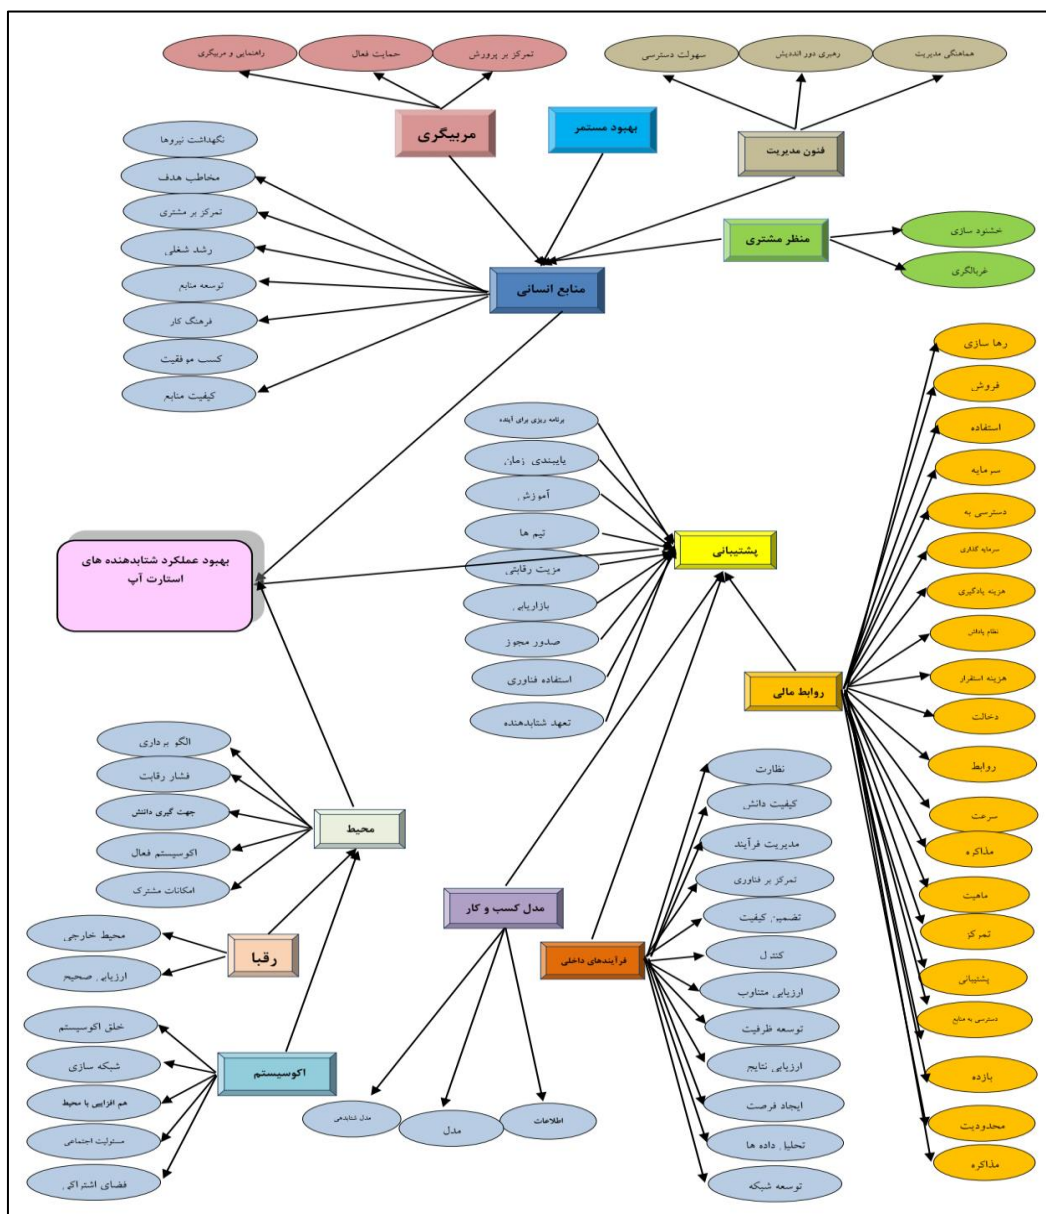 راهنمایی و مربیگری
حمایت فعال
تمرکز بر پرورش
سهولت دسترسی
رهبری دور اندیش
هماهنگی مدیریت
مربیگری
بهبود مستمر
فنون مدیریت
نگهداشت نیروها
مخاطب هدف
تمرکز بر مشتری
رشد شغلی
توسعه منابع
فرهنگ کار
کسب موفقیت
کیفیت منابع
منظر مشتری
خشنود سازی
غربالگری
منابع انسانی
برنامه ریزی برای آینده
پایبندی زمان
آموزش
تیم ها
مزیت رقابتی
بازاریابی
صدور مجوز
استفاده فناوری
تعهد شتابدهنده
پشتیبانی
بهبود عملکرد شتابدهنده های
استارت آپ
روابط مالی
رها سازی
فروش
استفاده
سرمایه
دسترسی به
سرمایه گذاری
هزینه یادگیری
نظام پاداش
هزینه استقرار
دخالت
روابط
سرعت
مذاکره
ماهیت
تمرکز
پشتیبانی
دسترسی به منابع
بازده
محدودیت
مذاکره
الگو برداری
فشار رقابت
جهت گیری دانش
اکوسیستم فعال
امکانات مشترک
محیط
رقبا
محیط خارجی
ارزیابی صحیح
اکوسیستم
خلق اکوسیستم
شبکه سازی
هم افزایی با محیط
مسئولیت اجتماعی
فضای اشتراکی
مدل کسب و کار
مدل شتابدهی
مدل
اطلاعات
فرآیندهای داخلی
نظارت
کیفیت دانش
مدیریت فرآیند
تمرکز بر فناوری
تضمین کیفیت
کنترل
ارزیابی متناوب
توسعه ظرفیت
ارزیابی نتایج
ایجاد فرصت
تحلیل داده ها
توسعه شبکه